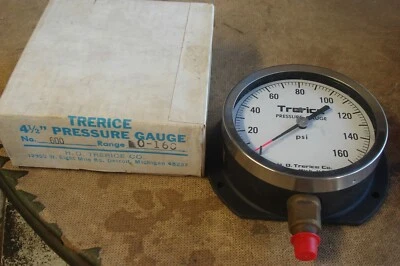 TRERICE
4½" PRESSURE GAUGE
No. 600 Range 0-160
H. O. TRERICE CO.
Detroit, Michigan
Trerice
PRESSURE GAUGE
psi
20
40
60
80
100
120
140
160
H. O. Trerice Co.